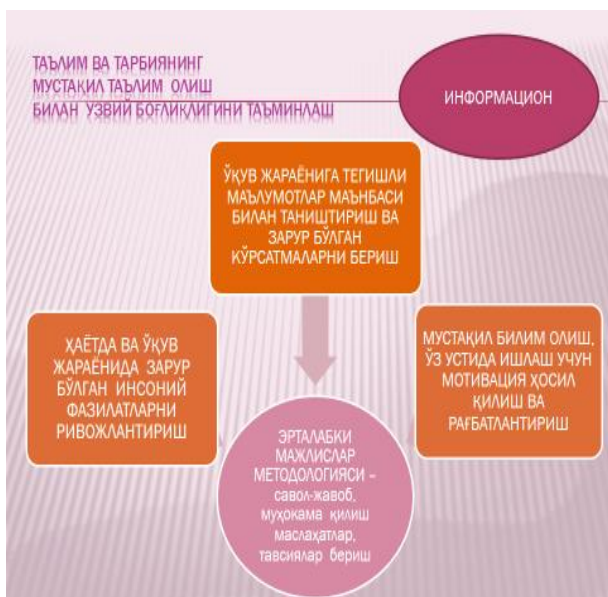 ТАЪЛИМ ВА ТАРБИЯНИНГ
МУСТАҚИЛ ТАЪЛИМ ОЛИШ
БИЛАН УЗВИЙ БОҒЛИҚЛИГИНИ ТАЪМИНЛАШ
ИНФОРМАЦИОН
ЎҚУВ ЖАРАЁНИГА ТЕГИШЛИ
МАЪЛУМОТЛАР МАЪНБАСИ
БИЛАН ТАНИШТИРИШ ВА
ЗАРУР БЎЛГАН
КЎРСАТМАЛАРНИ БЕРИШ
ҲАЁТДА ВА ЎҚУВ
ЖАРАЁНИДА ЗАРУР
БЎЛГАН ИНСОНИЙ
ФАЗИЛАТЛАРНИ
РИВОЖЛАНТИРИШ
МУСТАҚИЛ БИЛИМ ОЛИШ,
ЎЗ УСТИДА ИШЛАШ УЧУН
МОТИВАЦИЯ ҲОСИЛ
ҚИЛИШ ВА
РАҒБАТЛАНТИРИШ
ЭРТАЛАБКИ
МАЖЛИСЛАР
МЕТОДОЛОГИЯСИ –
савол-жавоб,
муҳокама қилиш
маслаҳатлар,
тавсиялар бериш